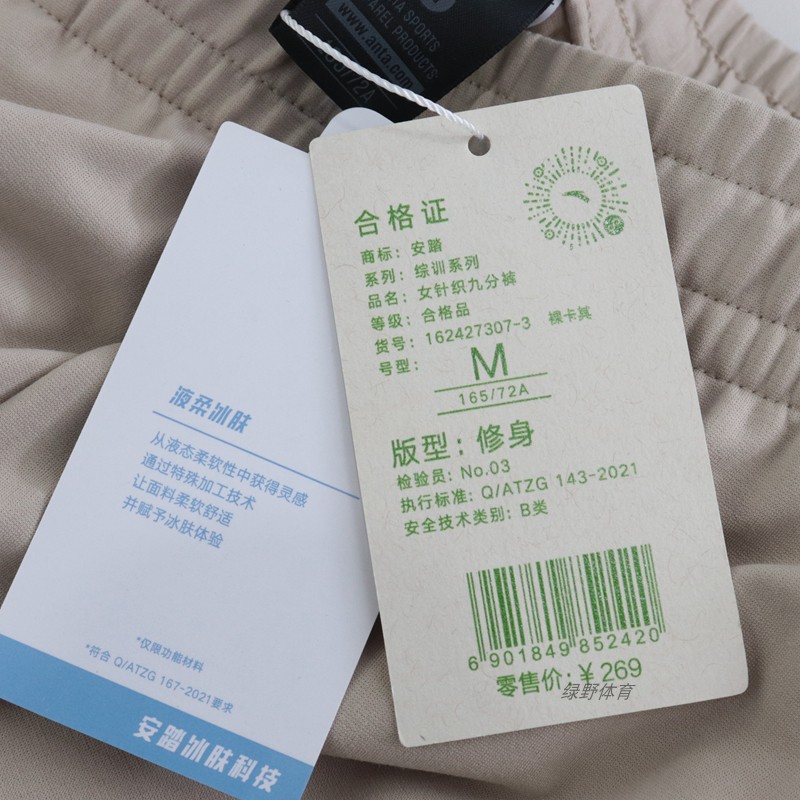 ANTA SPORTS
APPAREL PRODUCTS
www.anta.com
165/72A
合格证
商标：安踏
系列：综训系列
品名：女针织九分裤
等级：合格品
货号：162427307-3 裸卡其
号型：
M
165/72A
版型：修身
检验员：No.03
执行标准：Q/ATZG 143-2021
安全技术类别：B类
6 901849 852420
零售价：¥269
绿野体育
液柔冰肤
从液态柔软性中获得灵感
通过特殊加工技术
让面料柔软舒适
并赋予冰肤体验
*仅限功能材料
*符合 Q/ATZG 167-2021要求
安踏冰肤科技